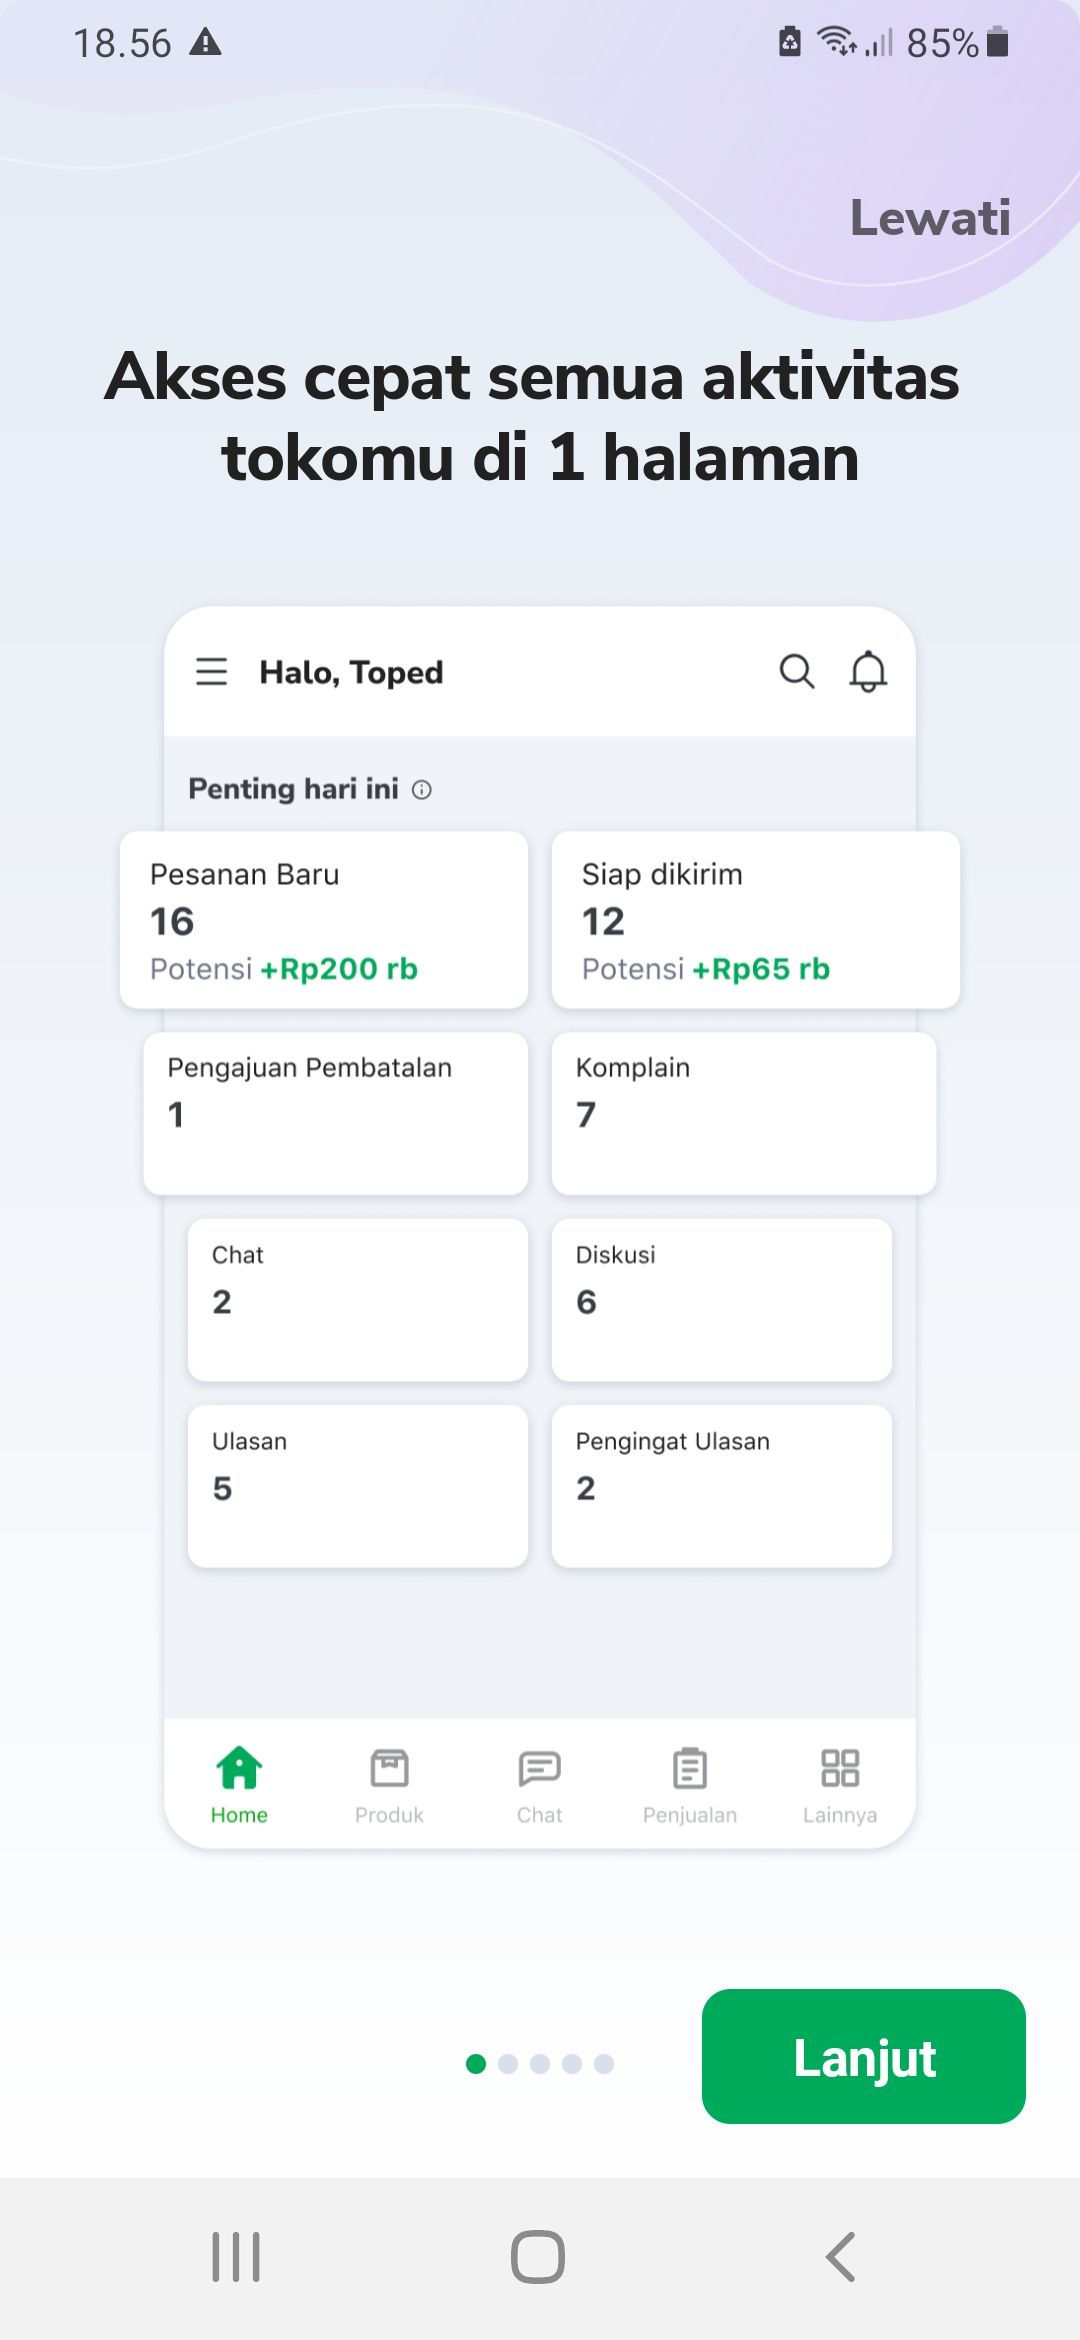 18.56
85%
Lewati
Akses cepat semua aktivitas
tokomu di 1 halaman
Halo, Toped
Penting hari ini
Pesanan Baru
16
Potensi +Rp200 rb
Siap dikirim
12
Potensi +Rp65 rb
Pengajuan Pembatalan
1
Komplain
7
Chat
2
Diskusi
6
Ulasan
5
Pengingat Ulasan
2
Home
Produk
Chat
Penjualan
Lainnya
Lanjut